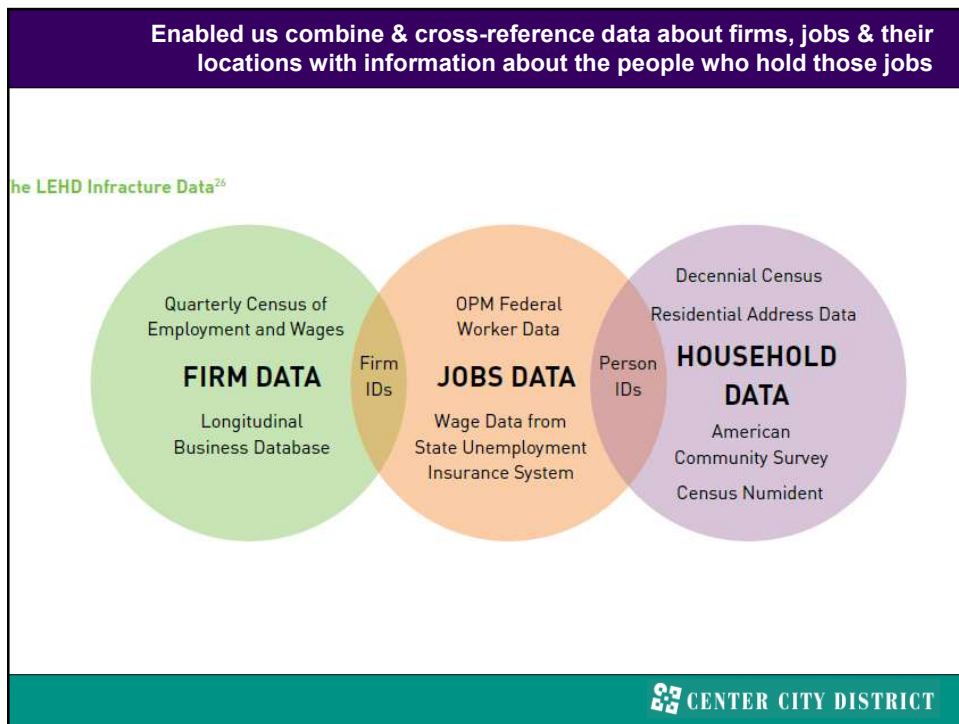 Enabled us combine & cross-reference data about firms, jobs & their
locations with information about the people who hold those jobs
he LEHD Infracture Data26
Quarterly Census of
Employment and Wages
FIRM DATA
Longitudinal
Business Database
Firm
IDs
OPM Federal
Worker Data
JOBS DATA
Wage Data from
State Unemployment
Insurance System
Person
IDs
Decennial Census
Residential Address Data
HOUSEHOLD
DATA
American
Community Survey
Census Numident
CENTER CITY DISTRICT